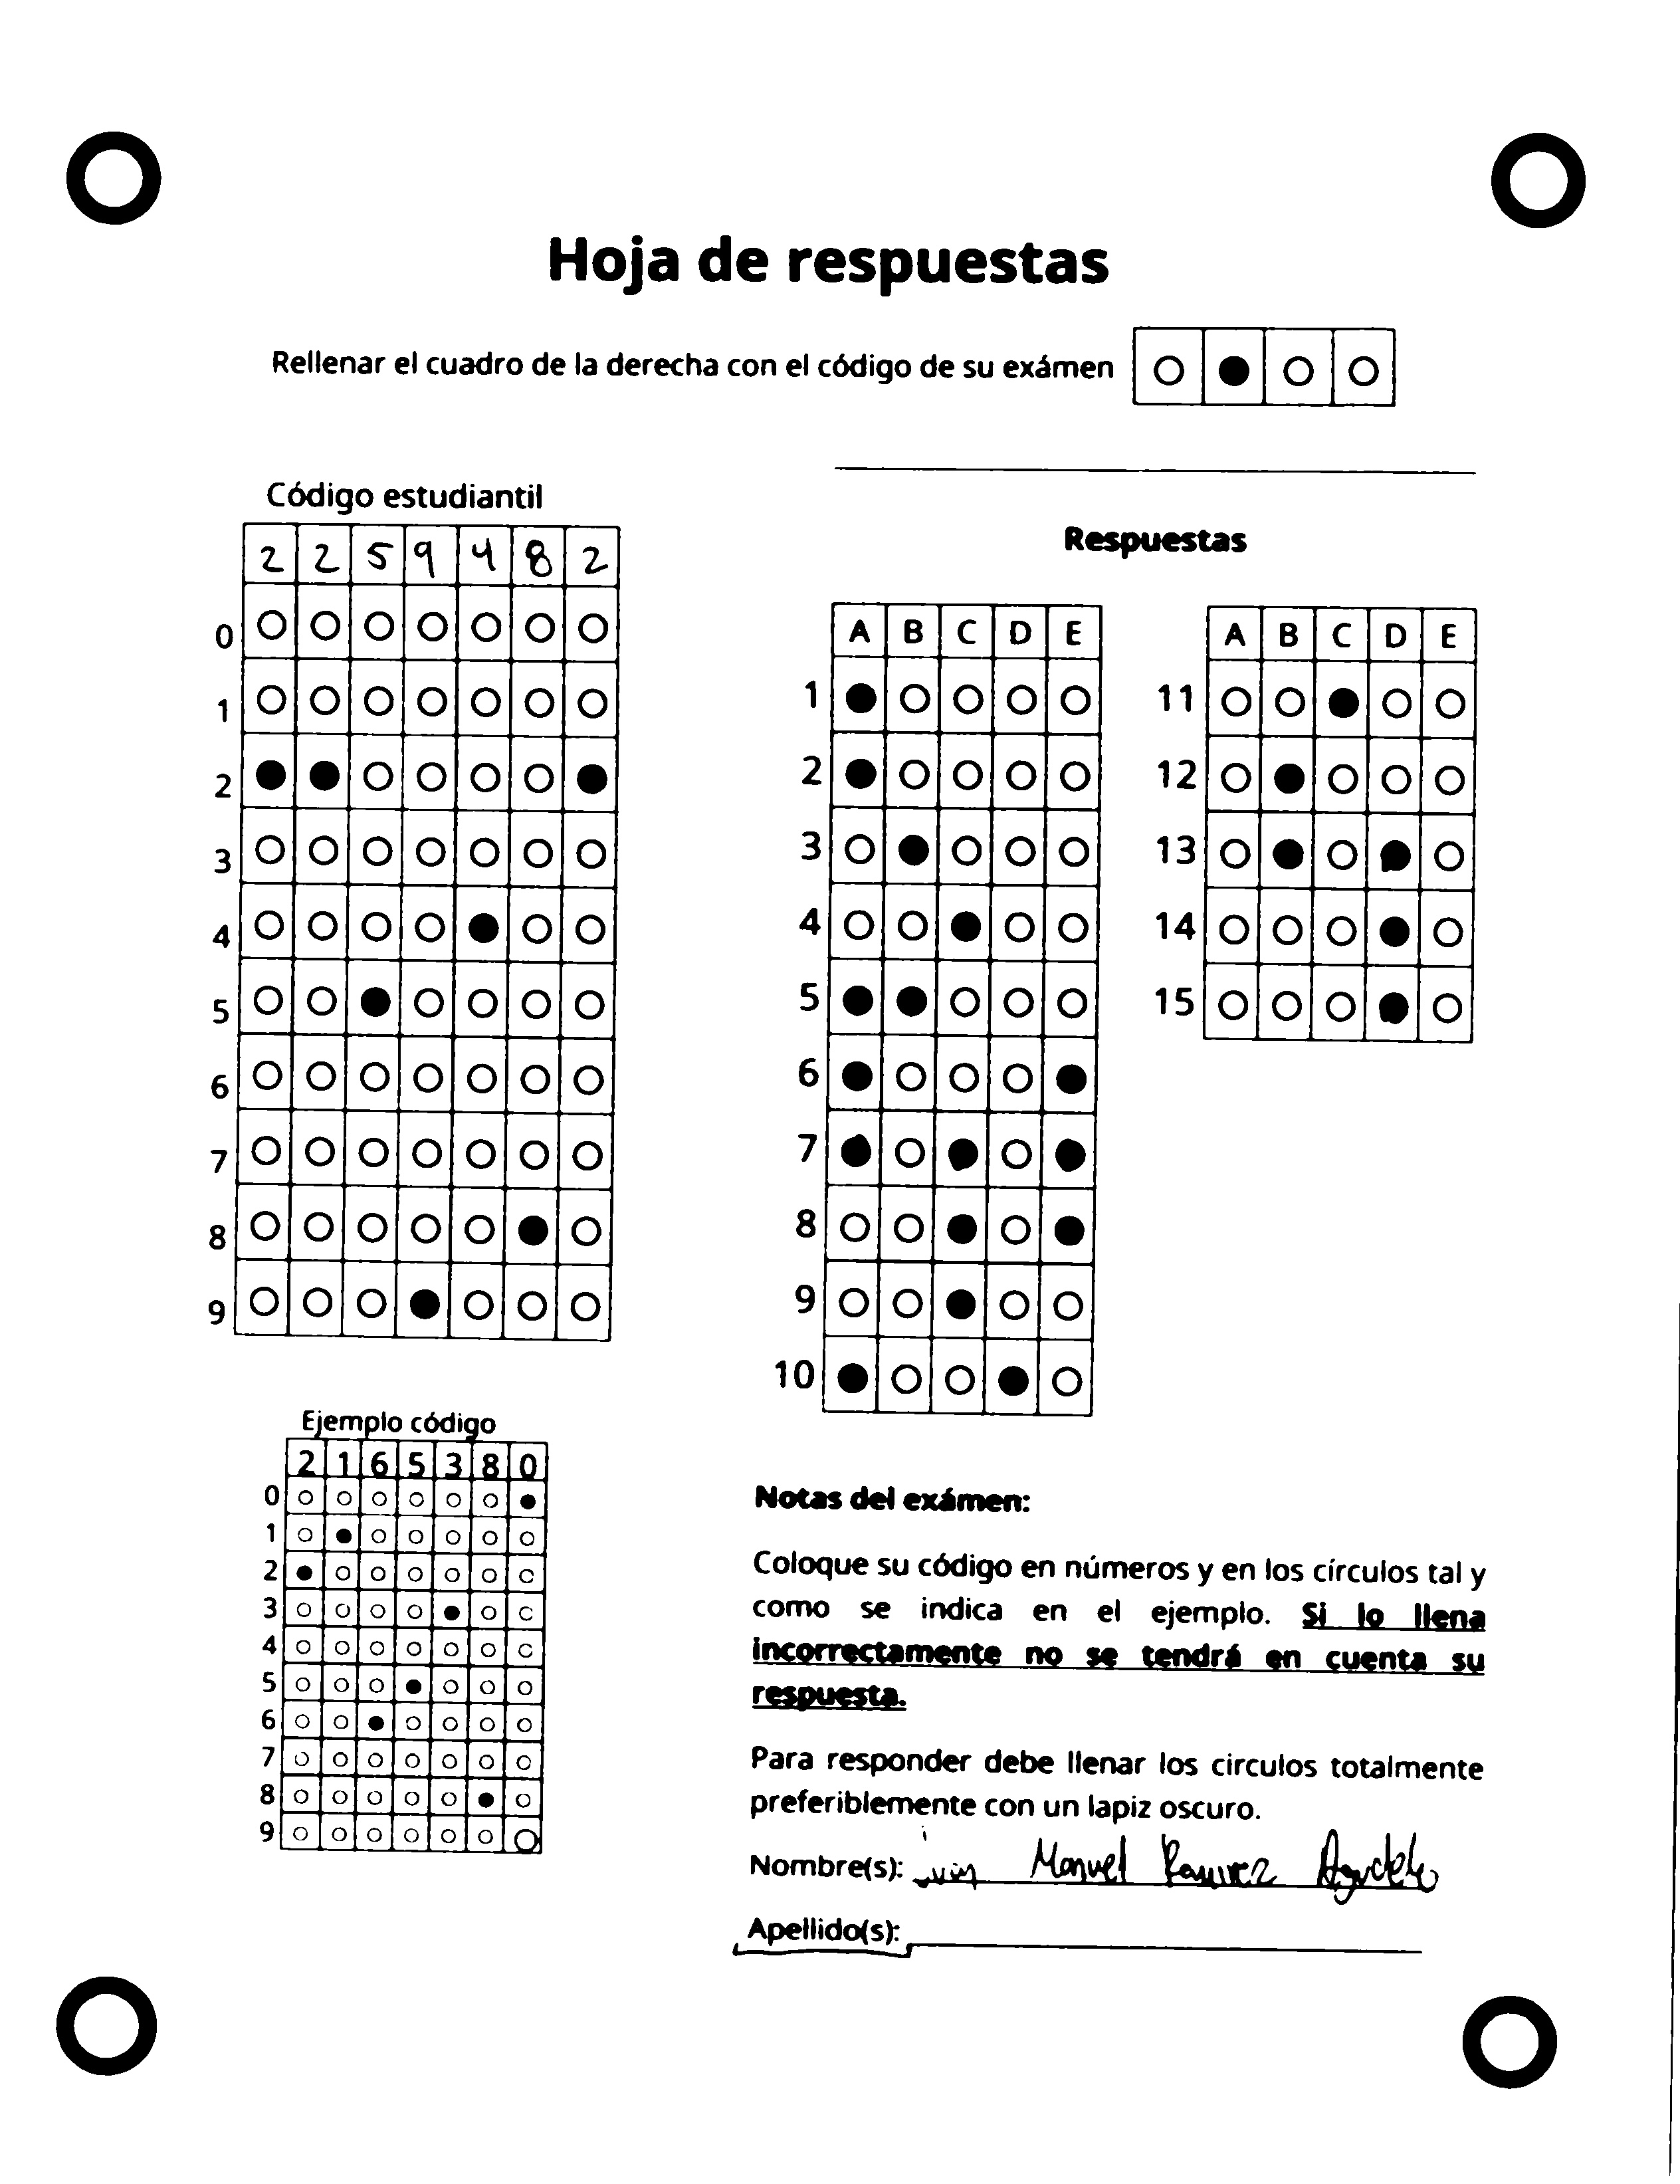 Hoja de respuestas
Rellenar el cuadro de la derecha con el código de su exámen
Código estudiantil
2 2 5 9 4 8 2
0
1
2
3
4
5
6
7
8
9
Respuestas
A B C D E
1
2
3
4
5
6
7
8
9
10
A B C D E
11
12
13
14
15
Ejemplo código
2 1 6 5 3 8 0
0
1
2
3
4
5
6
7
8
9
Notas del exámen:
Coloque su código en números y en los círculos tal y
como se indica en el ejemplo. Si lo llena
incorrectamente no se tendrá en cuenta su
respuesta.
Para responder debe llenar los circulos totalmente
preferiblemente con un lapiz oscuro.
Nombre(s): Manuel Ramirez Agudelo
Apellido(s):